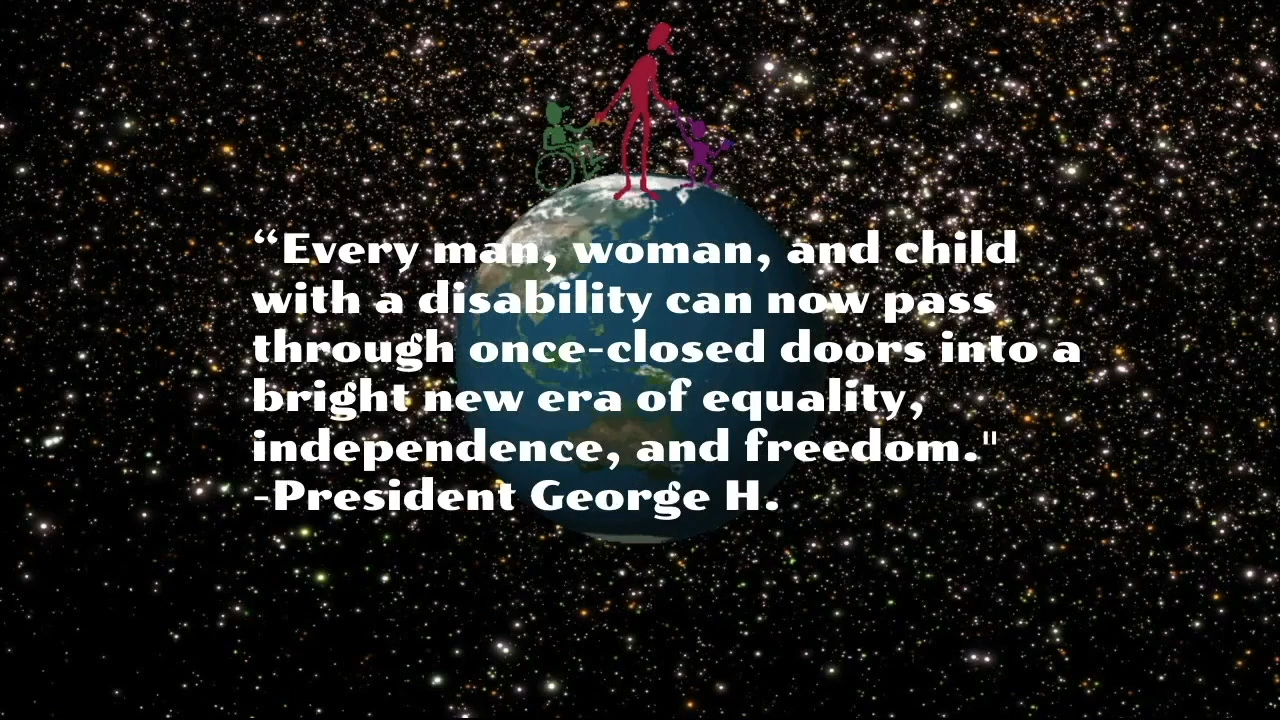 “Every man, woman, and child
with a disability can now pass
through once-closed doors into a
bright new era of equality,
independence, and freedom."
-President George H.